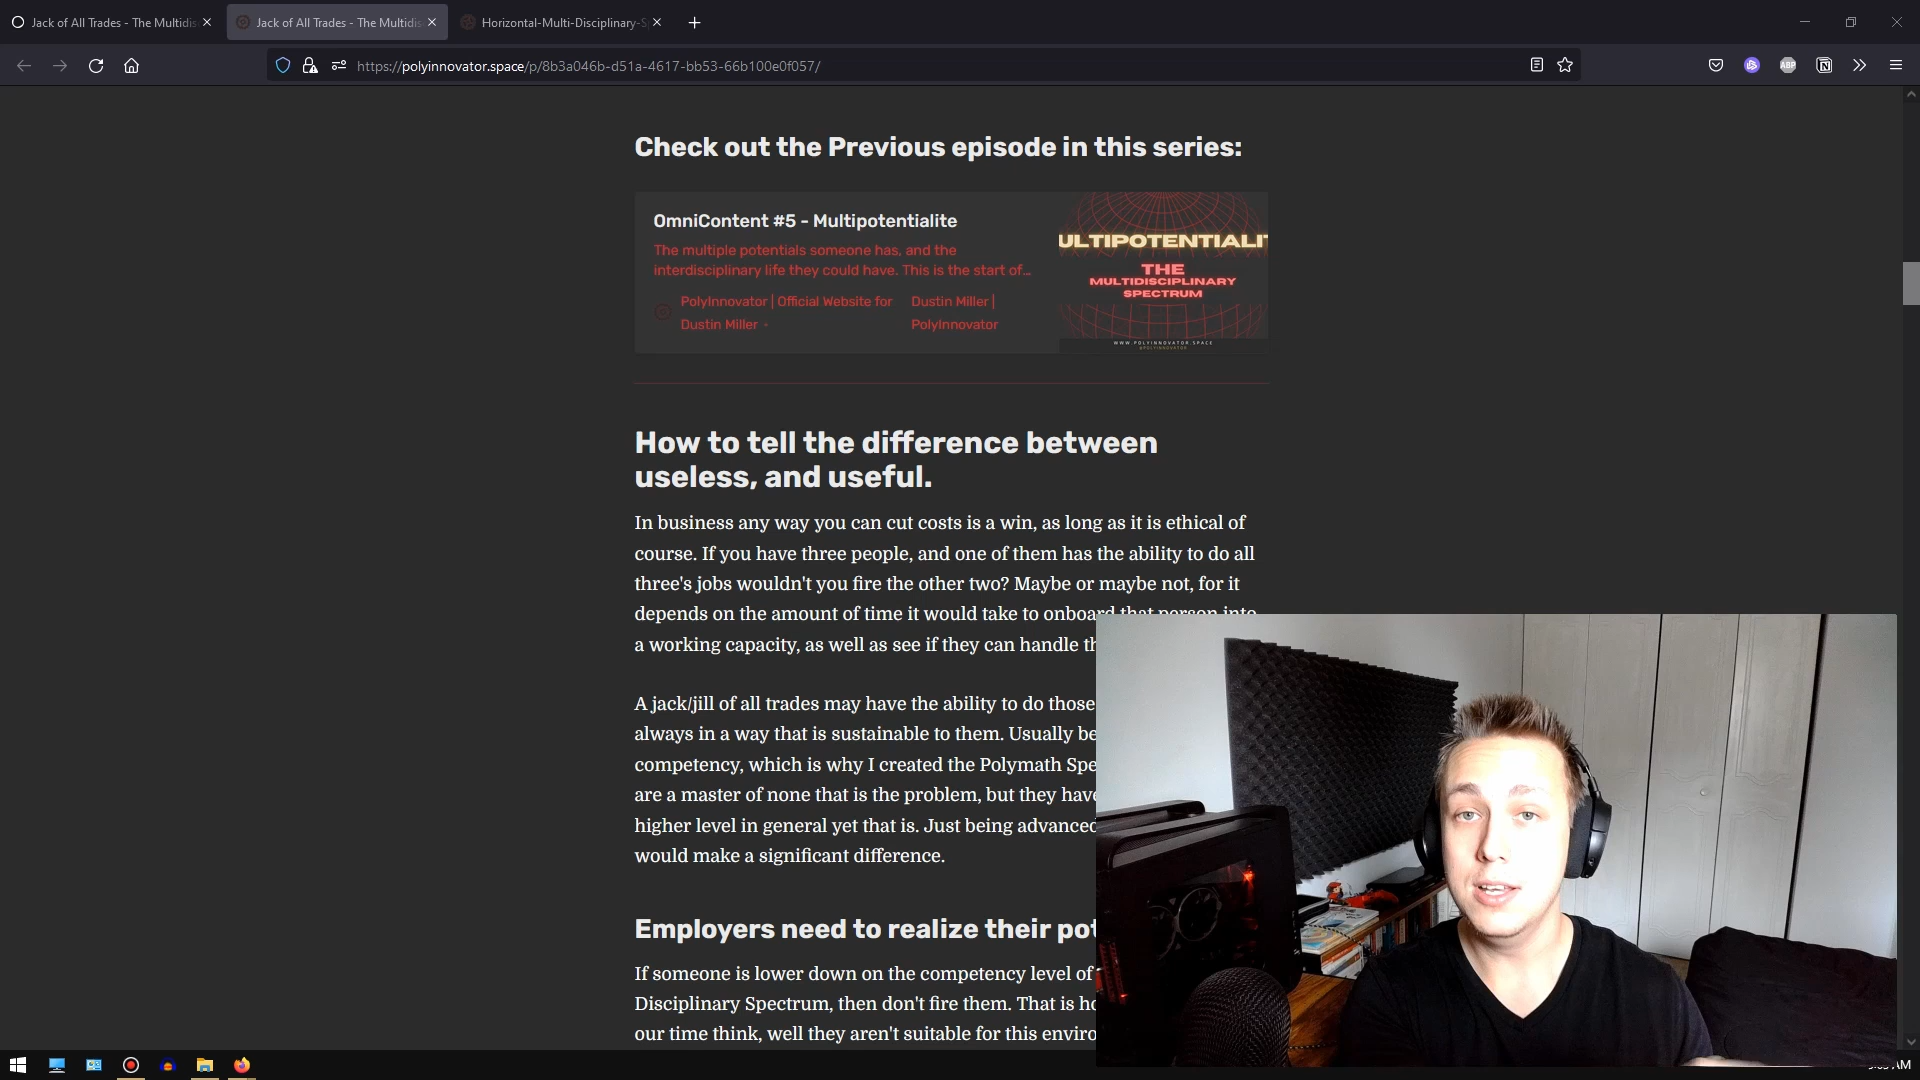 Jack of All Trades - The Multidis
Jack of All Trades - The Multidis
Horizontal-Multi-Disciplinary-S
https://polyinnovator.space/p/8b3a046b-d51a-4617-bb53-66b100e0f057/
ABP
Check out the Previous episode in this series:
OmniContent #5 - Multipotentialite
The multiple potentials someone has, and the
interdisciplinary life they could have. This is the start of...
PolyInnovator | Official Website for
Dustin Miller
Dustin Miller |
PolyInnovator
ULTIPOTENTIALIT
THE
MULTIDISCIPLINARY
SPECTRUM
WWW.POLYINNOVATOR.SPACE
@POLYINNOVATOR
How to tell the difference between
useless, and useful.
In business any way you can cut costs is a win, as long as it is ethical of
course. If you have three people, and one of them has the ability to do all
three's jobs wouldn't you fire the other two? Maybe or maybe not, for it
depends on the amount of time it would take to onboard that person into
a working capacity, as well as see if they can handle th
A jack/jill of all trades may have the ability to do those
always in a way that is sustainable to them. Usually be
competency, which is why I created the Polymath Spe
are a master of none that is the problem, but they have
higher level in general yet that is. Just being advanced
would make a significant difference.
Employers need to realize their pot
If someone is lower down on the competency level of
Disciplinary Spectrum, then don't fire them. That is ho
our time think, well they aren't suitable for this enviro
AM